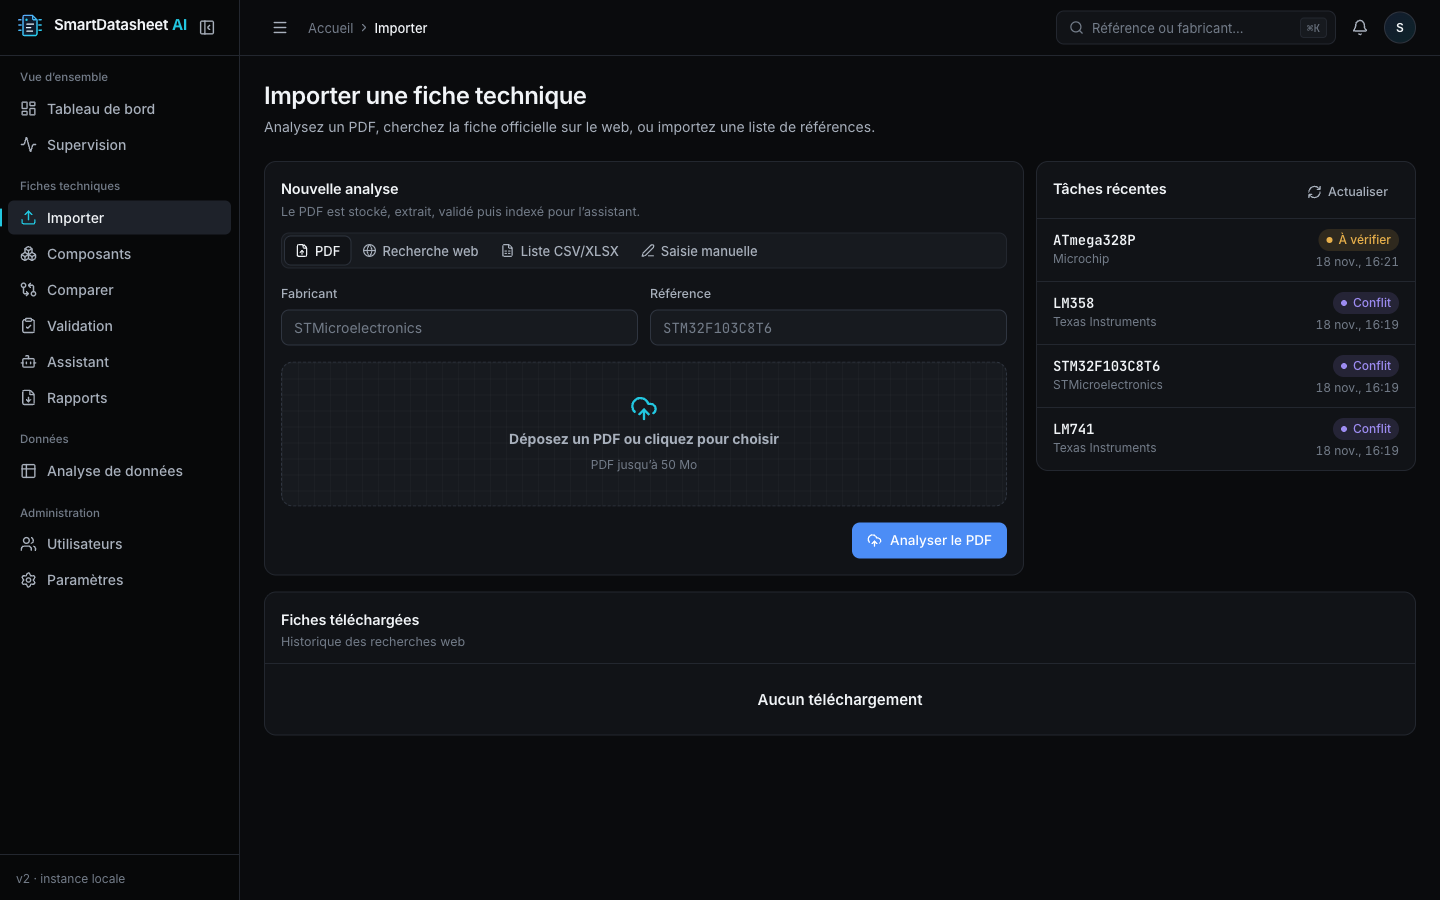 SmartDatasheet AI
Vue d'ensemble
Tableau de bord
Supervision
Fiches techniques
Importer
Composants
Comparer
Validation
Assistant
Rapports
Données
Analyse de données
Administration
Utilisateurs
Paramètres
v2 · instance locale
Accueil > Importer
Référence ou fabricant... ⌘K
S
Importer une fiche technique
Analysez un PDF, cherchez la fiche officielle sur le web, ou importez une liste de références.
Nouvelle analyse
Le PDF est stocké, extrait, validé puis indexé pour l'assistant.
PDF Recherche web Liste CSV/XLSX Saisie manuelle
Fabricant Référence
STMicroelectronics STM32F103C8T6
Déposez un PDF ou cliquez pour choisir
PDF jusqu'à 50 Mo
Analyser le PDF
Tâches récentes Actualiser
ATmega328P À vérifier
Microchip 18 nov., 16:21
LM358 Conflit
Texas Instruments 18 nov., 16:19
STM32F103C8T6 Conflit
STMicroelectronics 18 nov., 16:19
LM741 Conflit
Texas Instruments 18 nov., 16:19
Fiches téléchargées
Historique des recherches web
Aucun téléchargement